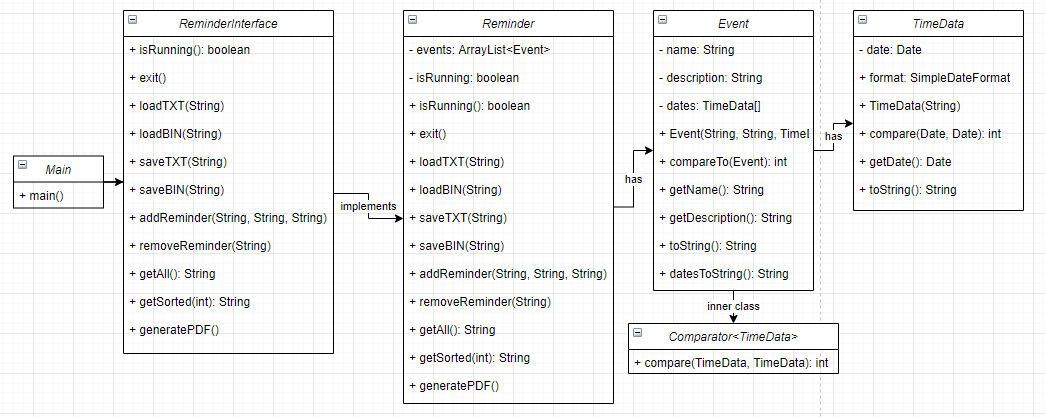 Main
+ main()
ReminderInterface
+ isRunning(): boolean
+ exit()
+ loadTXT(String)
+ loadBIN(String)
+ saveTXT(String)
+ saveBIN(String)
+ addReminder(String, String, String)
+ removeReminder(String)
+ getAll(): String
+ getSorted(int): String
+ generatePDF()
implements
Reminder
- events: ArrayList<Event>
- isRunning: boolean
+ isRunning(): boolean
+ exit()
+ loadTXT(String)
+ loadBIN(String)
+ saveTXT(String)
+ saveBIN(String)
+ addReminder(String, String, String)
+ removeReminder(String)
+ getAll(): String
+ getSorted(int): String
+ generatePDF()
has
Event
- name: String
- description: String
- dates: TimeData[]
+ Event(String, String, Time
+ compareTo(Event): int
+ getName(): String
+ getDescription(): String
+ toString(): String
+ datesToString(): String
inner class
Comparator<TimeData>
+ compare(TimeData, TimeData): int
has
TimeData
- date: Date
+ format: SimpleDateFormat
+ TimeData(String)
+ compare(Date, Date): int
+ getDate(): Date
+ toString(): String